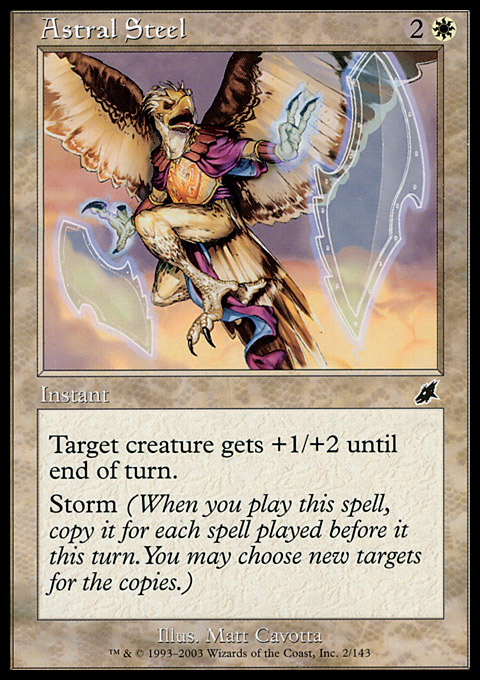 Astral Steel 2
Instant
Target creature gets +1/+2 until
end of turn.
Storm (When you play this spell,
copy it for each spell played before it
this turn. You may choose new targets
for the copies.)
Illus. Matt Cavotta
™ & © 1993–2003 Wizards of the Coast, Inc. 2/143